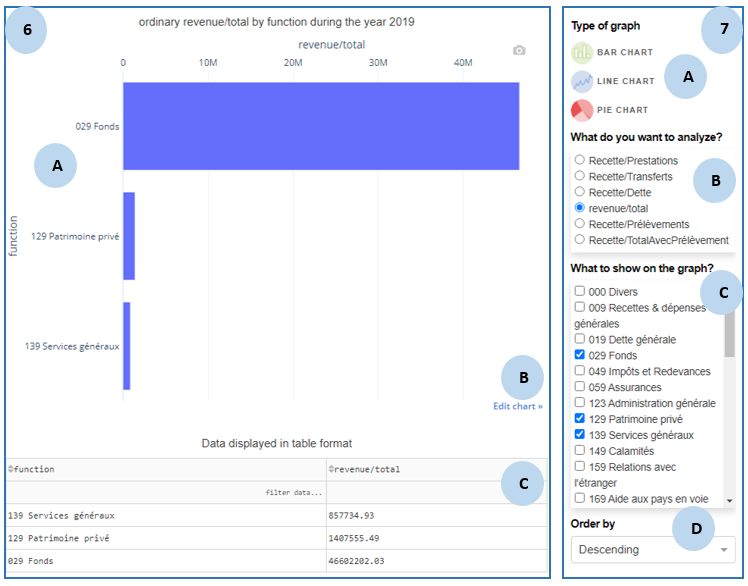 6
ordinary revenue/total by function during the year 2019
revenue/total
0 10M 20M 30M 40M
029 Fonds
A
function
129 Patrimoine privé
139 Services généraux
B
Edit chart »
Data displayed in table format
function revenue/total
filter data...
C
139 Services généraux 857734.93
129 Patrimoine privé 1407555.49
029 Fonds 46602202.03
7
Type of graph
BAR CHART
A
LINE CHART
PIE CHART
What do you want to analyze?
Recette/Prestations
B
Recette/Transferts
Recette/Dette
revenue/total
Recette/Prélèvements
Recette/TotalAvecPrélèvement
What to show on the graph?
C
000 Divers
009 Recettes & dépenses
générales
019 Dette générale
029 Fonds
049 Impôts et Redevances
059 Assurances
123 Administration générale
129 Patrimoine privé
139 Services généraux
149 Calamités
159 Relations avec
l'étranger
169 Aide aux pays en voie
Order by
D
Descending